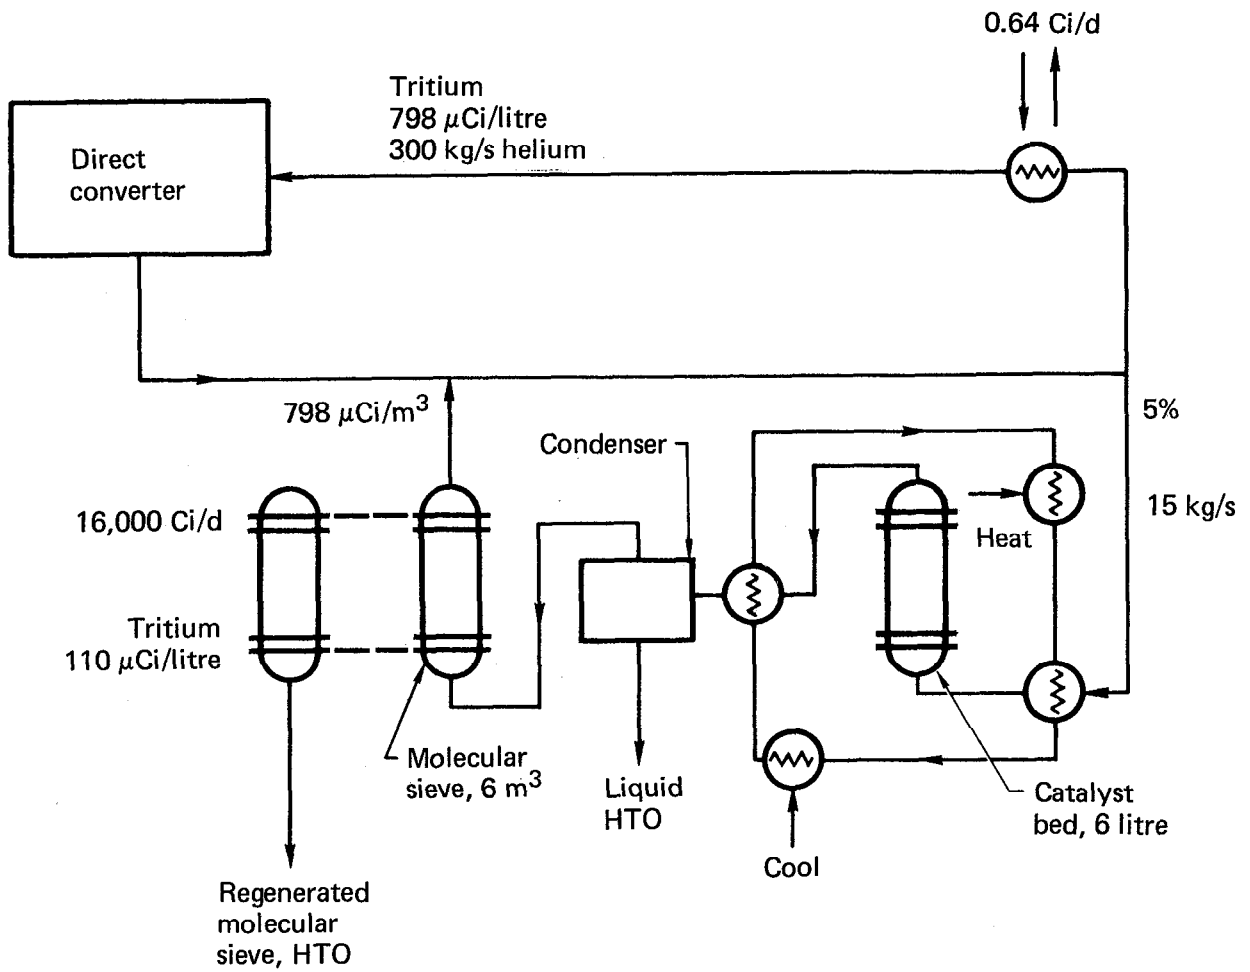 0.64 Ci/d
Tritium
798 μCi/litre
300 kg/s helium
Direct
converter
798 μCi/m³
5%
Condenser
16,000 Ci/d
15 kg/s
Heat
Tritium
110 μCi/litre
Molecular
sieve, 6 m³
Liquid
HTO
Catalyst
bed, 6 litre
Cool
Regenerated
molecular
sieve, HTO